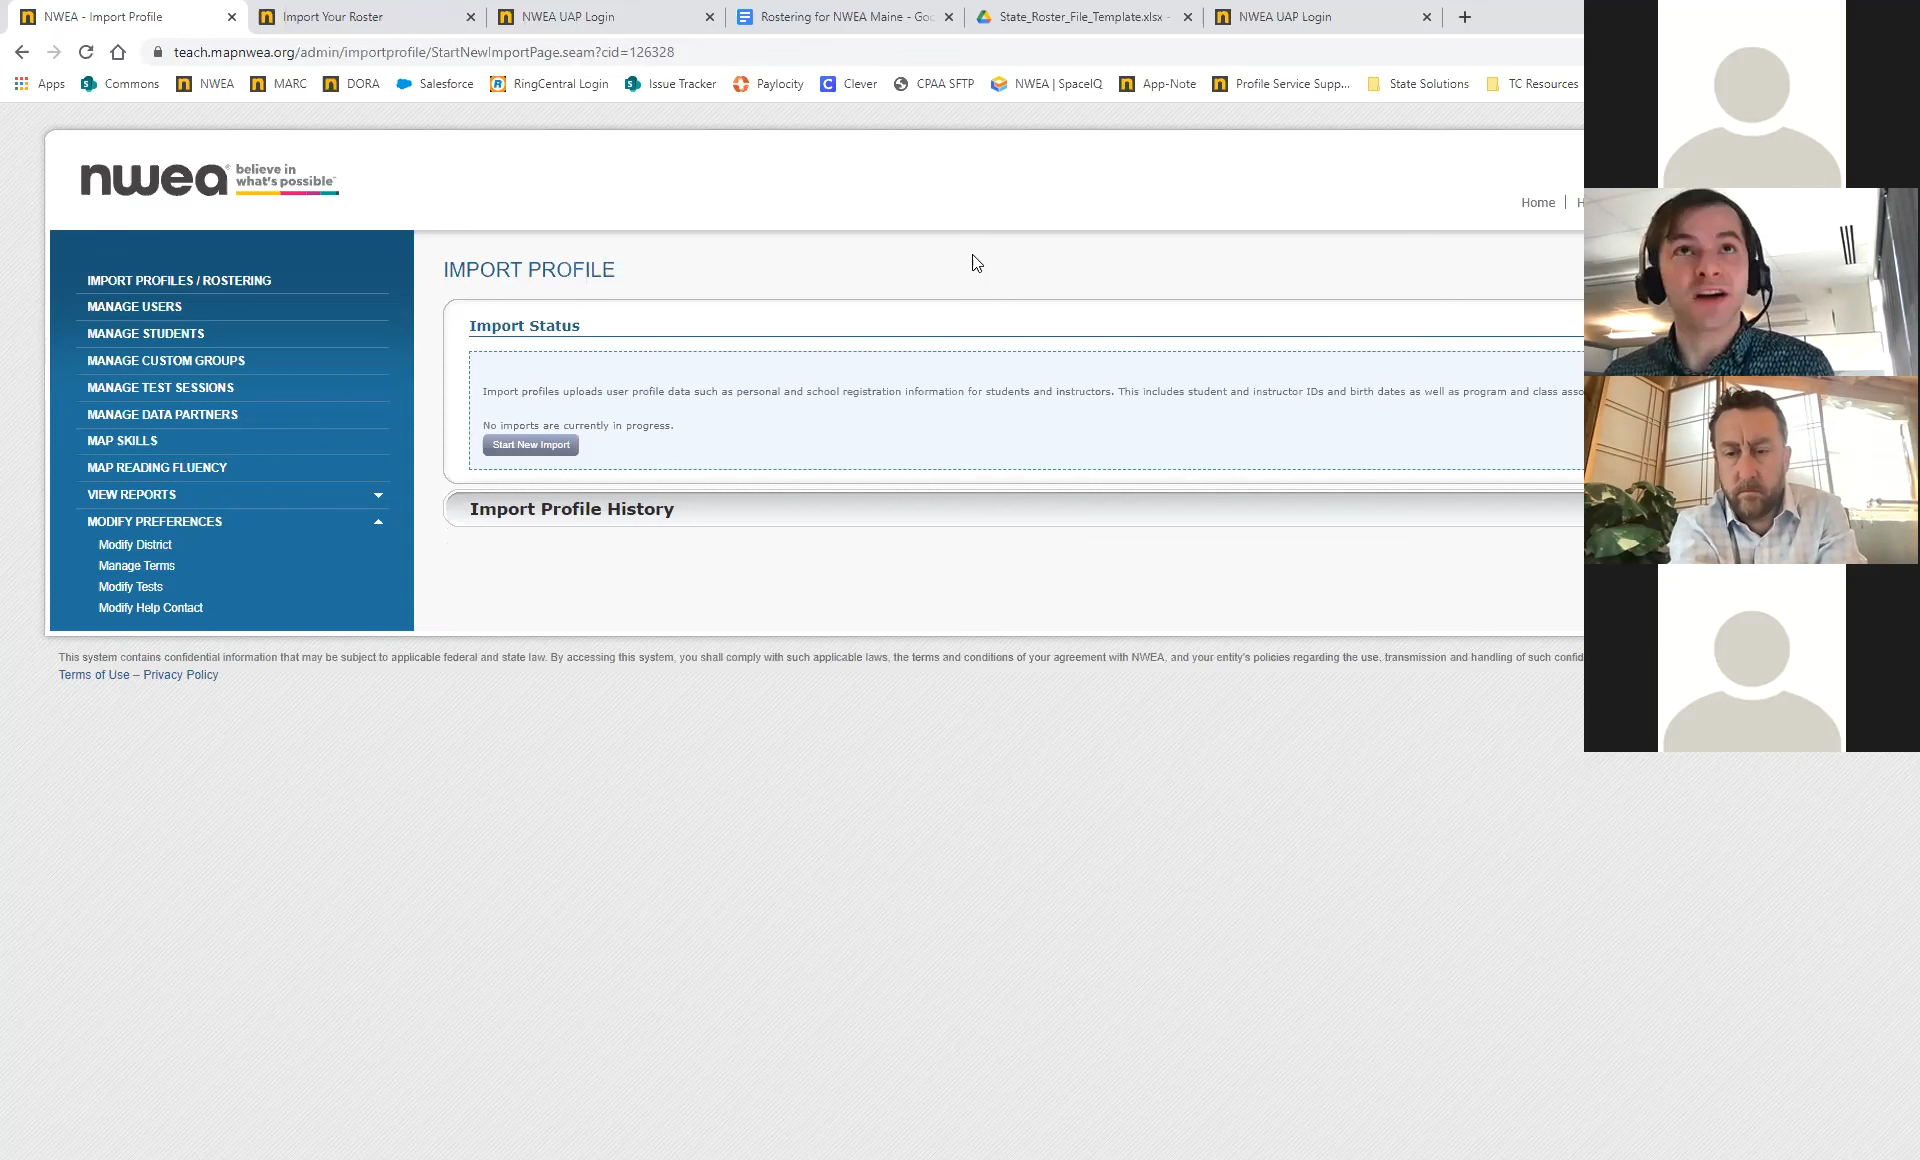 NWEA - Import Profile
Import Your Roster
NWEA UAP Login
Rostering for NWEA Maine - Goo
State_Roster_File_Template.xlsx -
NWEA UAP Login
teach.mapnwea.org/admin/importprofile/StartNewImportPage.seam?cid=126328
Apps
Commons
NWEA
MARC
DORA
Salesforce
RingCentral Login
Issue Tracker
Paylocity
Clever
CPAA SFTP
NWEA | SpaceIQ
App-Note
Profile Service Supp...
State Solutions
TC Resources
nwea believe in
what's possible
Home | H
IMPORT PROFILES / ROSTERING
MANAGE USERS
MANAGE STUDENTS
MANAGE CUSTOM GROUPS
MANAGE TEST SESSIONS
MANAGE DATA PARTNERS
MAP SKILLS
MAP READING FLUENCY
VIEW REPORTS
MODIFY PREFERENCES
Modify District
Manage Terms
Modify Tests
Modify Help Contact
IMPORT PROFILE
Import Status
Import profiles uploads user profile data such as personal and school registration information for students and instructors. This includes student and instructor IDs and birth dates as well as program and class asso
No imports are currently in progress.
Start New Import
Import Profile History
This system contains confidential information that may be subject to applicable federal and state law. By accessing this system, you shall comply with such applicable laws, the terms and conditions of your agreement with NWEA, and your entity's policies regarding the use, transmission and handling of such confid
Terms of Use – Privacy Policy